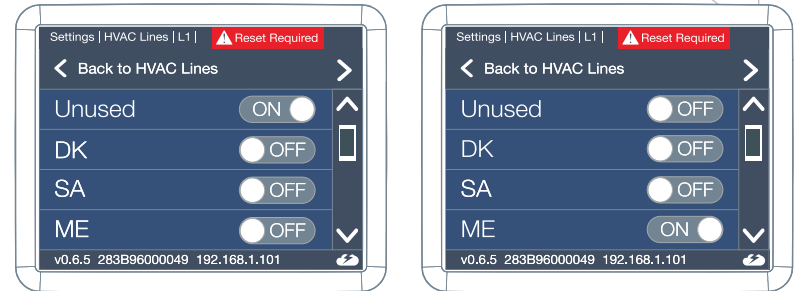 Settings | HVAC Lines | L1 | Reset Required
Back to HVAC Lines
Unused ON
DK OFF
SA OFF
ME OFF
v0.6.5 283B96000049 192.168.1.101
Settings | HVAC Lines | L1 | Reset Required
Back to HVAC Lines
Unused OFF
DK OFF
SA OFF
ME ON
v0.6.5 283B96000049 192.168.1.101